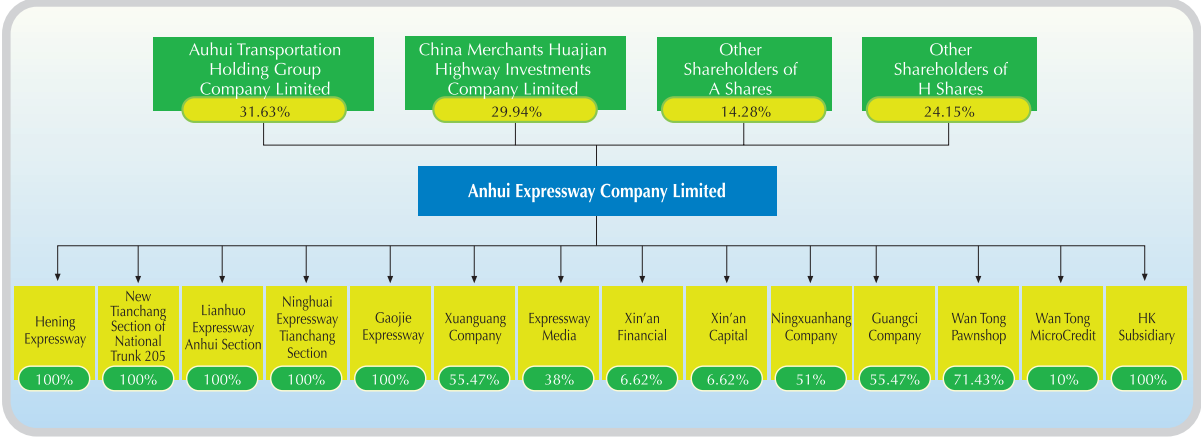 Auhui Transportation
Holding Group
Company Limited
31.63%
China Merchants Huajian
Highway Investments
Company Limited
29.94%
Other
Shareholders of
A Shares
14.28%
Other
Shareholders of
H Shares
24.15%
Anhui Expressway Company Limited
Hening
Expressway
100%
New
Tianchang
Section of
National
Trunk 205
100%
Lianhuo
Expressway
Anhui Section
100%
Ninghuai
Expressway
Tianchang
Section
100%
Gaojie
Expressway
100%
Xuanguang
Company
55.47%
Expressway
Media
38%
Xin'an
Financial
6.62%
Xin'an
Capital
6.62%
Ningxuanhang
Company
51%
Guangci
Company
55.47%
Wan Tong
Pawnshop
71.43%
Wan Tong
MicroCredit
10%
HK
Subsidiary
100%